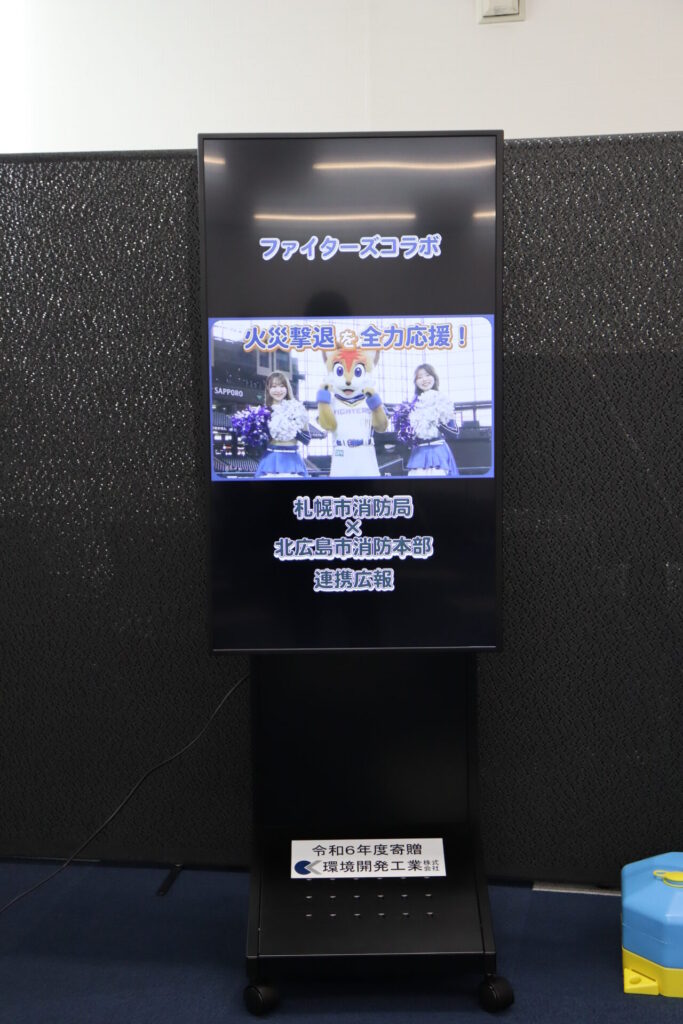 ファイターズコラボ
火災撃退を全力応援！
SAPPORO
FIGHTERS
札幌市消防局
×
北広島市消防本部
連携広報
令和6年度寄贈
環境開発工業株式会社